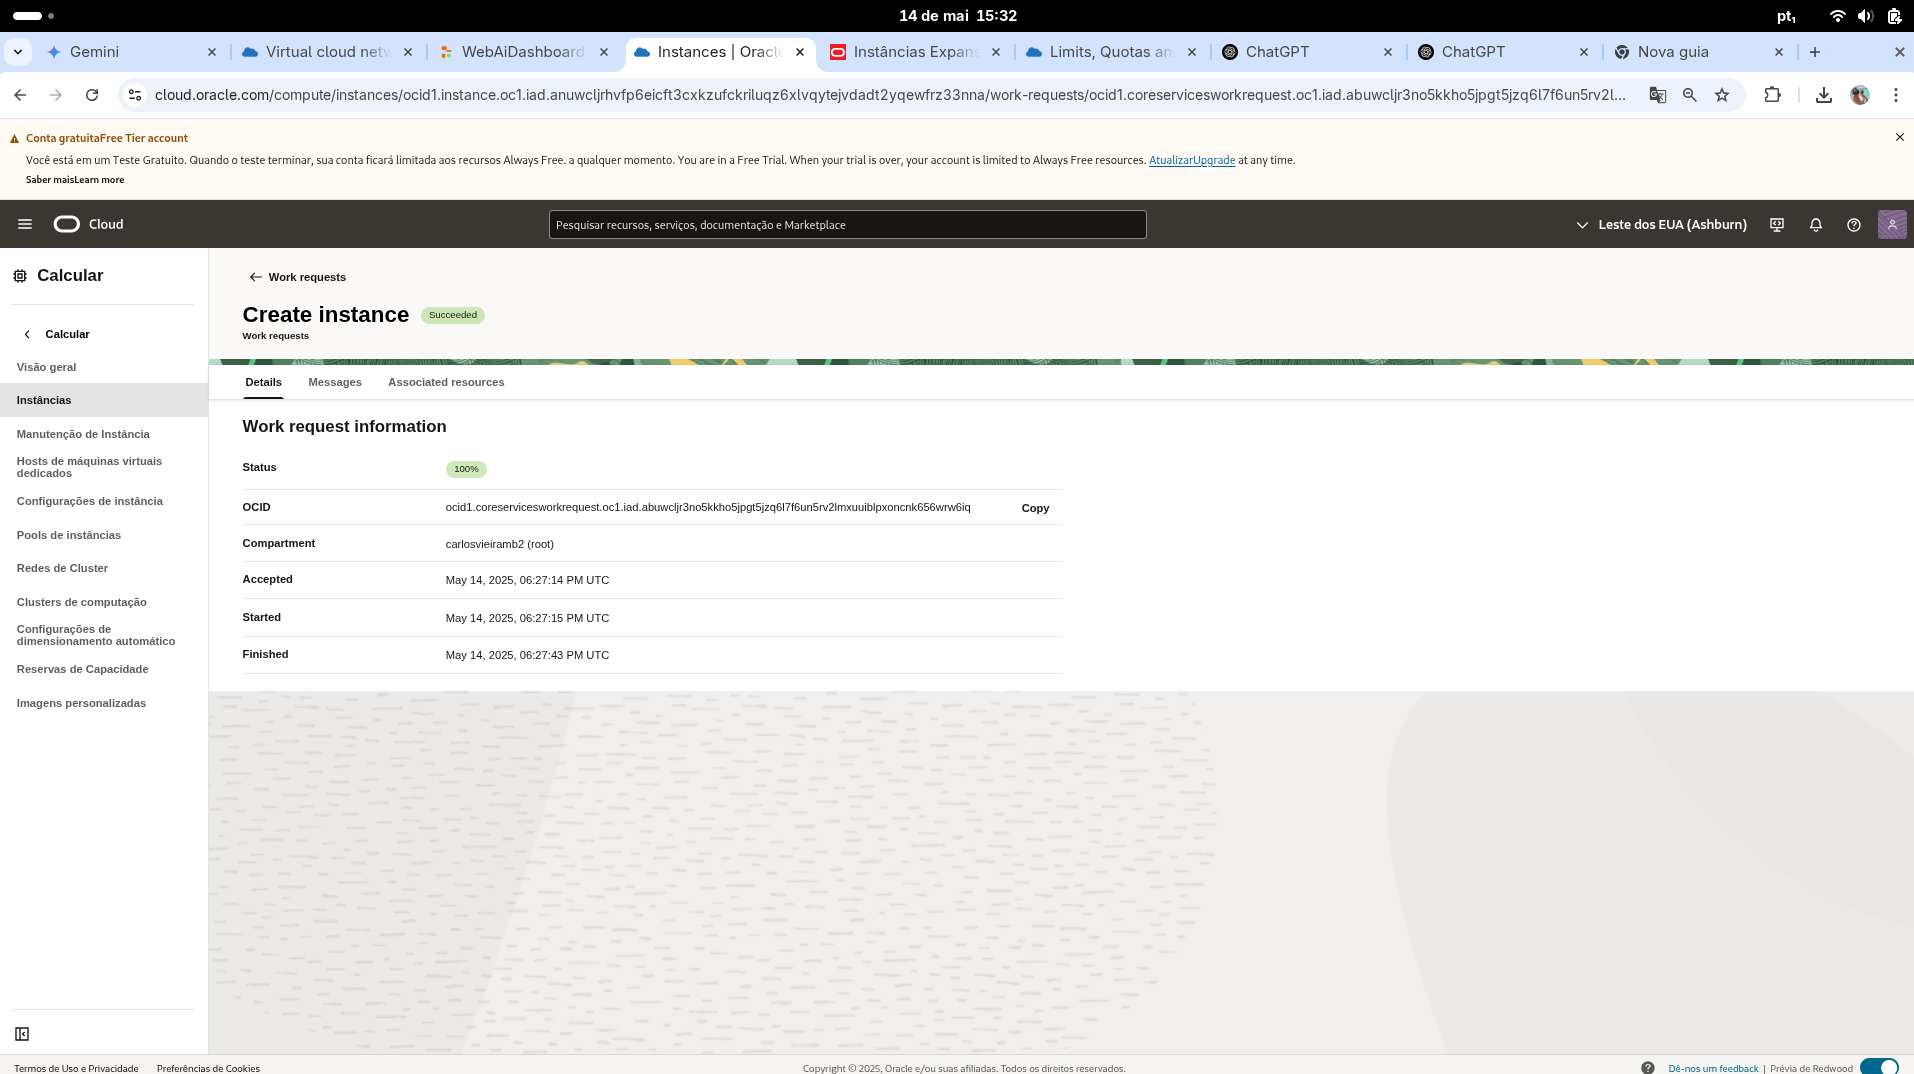 14 de mai 15:32
pt₁
Gemini
Virtual cloud netw
WebAiDashboard
Instances | Oracle
Instâncias Expans
Limits, Quotas an
ChatGPT
ChatGPT
Nova guia
cloud.oracle.com/compute/instances/ocid1.instance.oc1.iad.anuwcljrhvfp6eicft3cxkzufckriluqz6xlvqytejvdadt2yqewfrz33nna/work-requests/ocid1.coreservicesworkrequest.oc1.iad.abuwcljr3no5kkho5jpgt5jzq6l7f6un5rv2l...
Conta gratuitaFree Tier account
Você está em um Teste Gratuito. Quando o teste terminar, sua conta ficará limitada aos recursos Always Free. a qualquer momento. You are in a Free Trial. When your trial is over, your account is limited to Always Free resources. AtualizarUpgrade at any time.
Saber maisLearn more
Cloud
Pesquisar recursos, serviços, documentação e Marketplace
Leste dos EUA (Ashburn)
Calcular
Calcular
Visão geral
Instâncias
Manutenção de Instância
Hosts de máquinas virtuais
dedicados
Configurações de instância
Pools de instâncias
Redes de Cluster
Clusters de computação
Configurações de
dimensionamento automático
Reservas de Capacidade
Imagens personalizadas
Work requests
Create instance Succeeded
Work requests
Details Messages Associated resources
Work request information
Status 100%
OCID ocid1.coreservicesworkrequest.oc1.iad.abuwcljr3no5kkho5jpgt5jzq6l7f6un5rv2lmxuuiblpxoncnk656wrw6iq Copy
Compartment carlosvieiramb2 (root)
Accepted May 14, 2025, 06:27:14 PM UTC
Started May 14, 2025, 06:27:15 PM UTC
Finished May 14, 2025, 06:27:43 PM UTC
Termos de Uso e Privacidade Preferências de Cookies
Copyright © 2025, Oracle e/ou suas afiliadas. Todos os direitos reservados.
Dê-nos um feedback | Prévia de Redwood